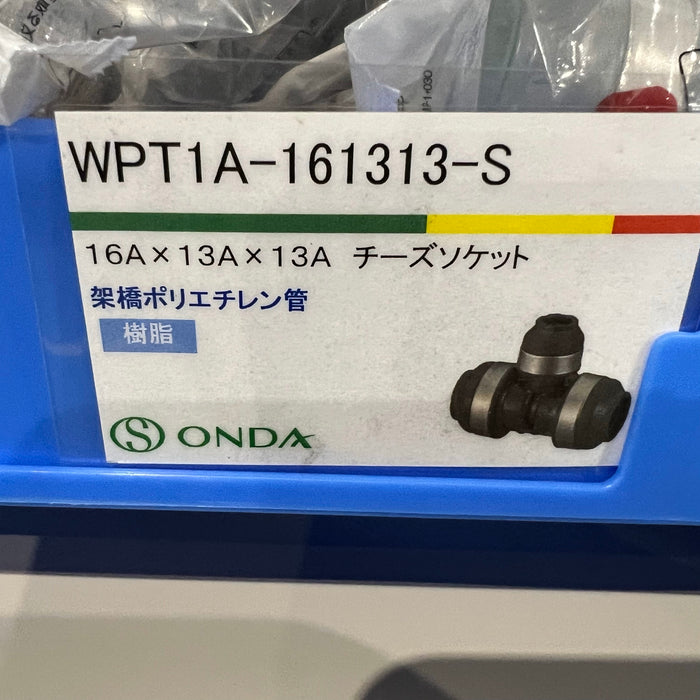 WPT1A-161313-S
16A×13A×13A チーズソケット
架橋ポリエチレン管
樹脂
ONDA